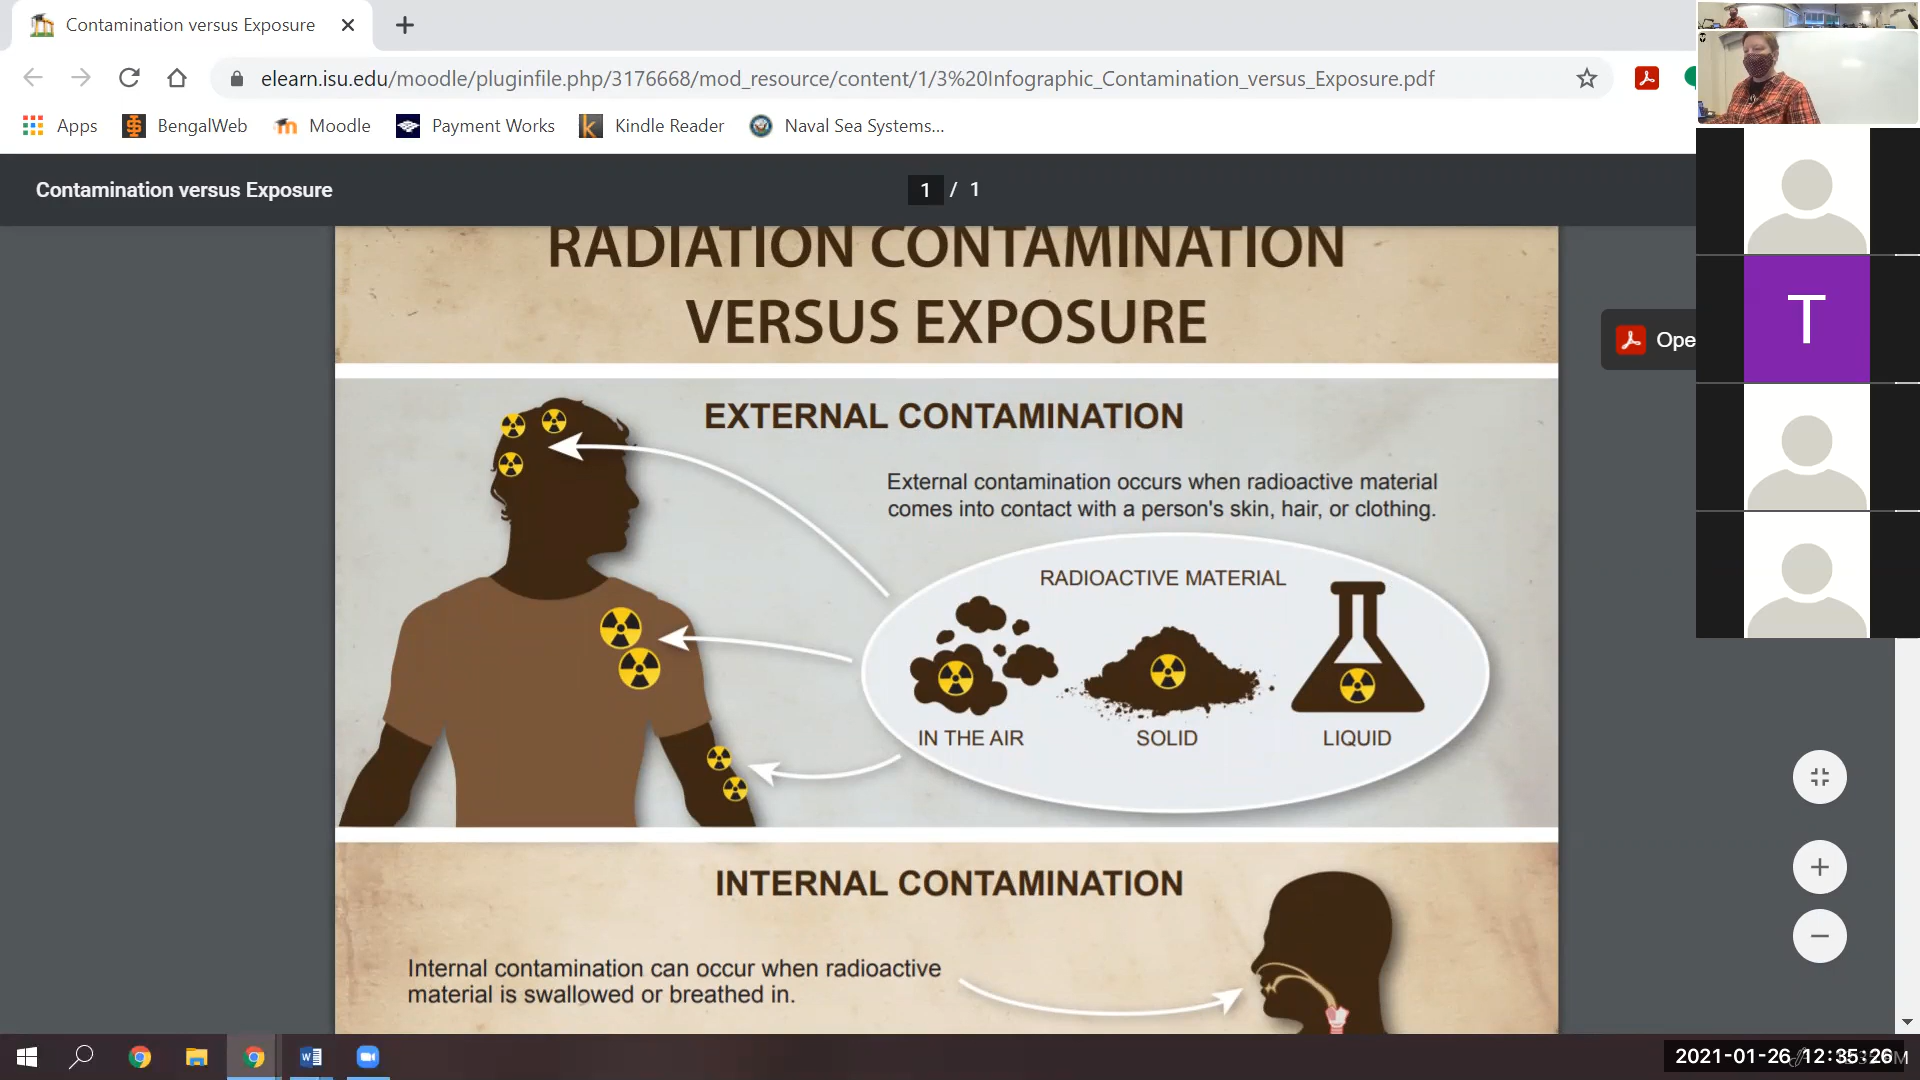 Contamination versus Exposure
elearn.isu.edu/moodle/pluginfile.php/3176668/mod_resource/content/1/3%20Infographic_Contamination_versus_Exposure.pdf
Apps BengalWeb Moodle Payment Works Kindle Reader Naval Sea Systems...
Contamination versus Exposure 1 / 1
RADIATION CONTAMINATION
VERSUS EXPOSURE
Ope
T
EXTERNAL CONTAMINATION
External contamination occurs when radioactive material
comes into contact with a person's skin, hair, or clothing.
RADIOACTIVE MATERIAL
IN THE AIR SOLID LIQUID
INTERNAL CONTAMINATION
Internal contamination can occur when radioactive
material is swallowed or breathed in.
2021-01-26 12:35:26